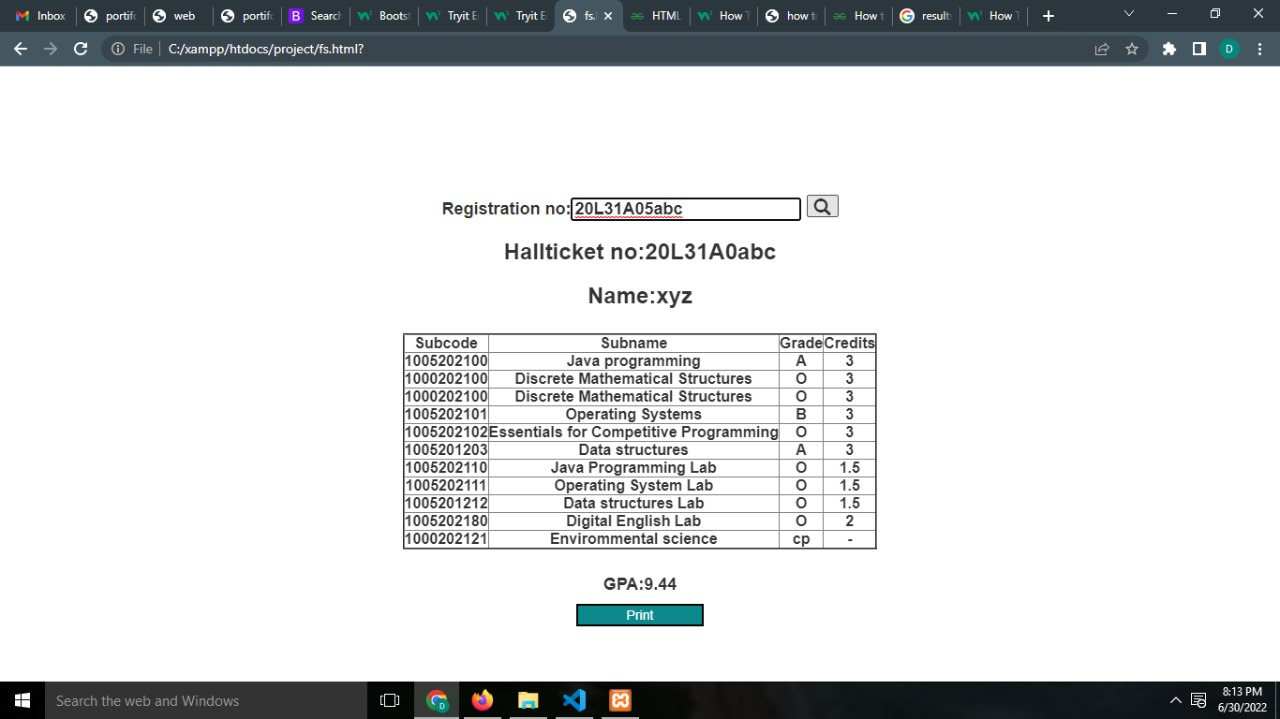 Inbox portifo web portifo Search Boots Tryit E Tryit E fs.l HTML How T how to How t result How T
File C:/xampp/htdocs/project/fs.html? D
Registration no: 20L31A05abc
Hallticket no:20L31A0abc
Name:xyz
Subcode Subname Grade Credits
1005202100 Java programming A 3
1000202100 Discrete Mathematical Structures O 3
1000202100 Discrete Mathematical Structures O 3
1005202101 Operating Systems B 3
1005202102 Essentials for Competitive Programming O 3
1005201203 Data structures A 3
1005202110 Java Programming Lab O 1.5
1005202111 Operating System Lab O 1.5
1005201212 Data structures Lab O 1.5
1005202180 Digital English Lab O 2
1000202121 Envirommental science cp -
GPA:9.44
Print
Search the web and Windows
8:13 PM
6/30/2022